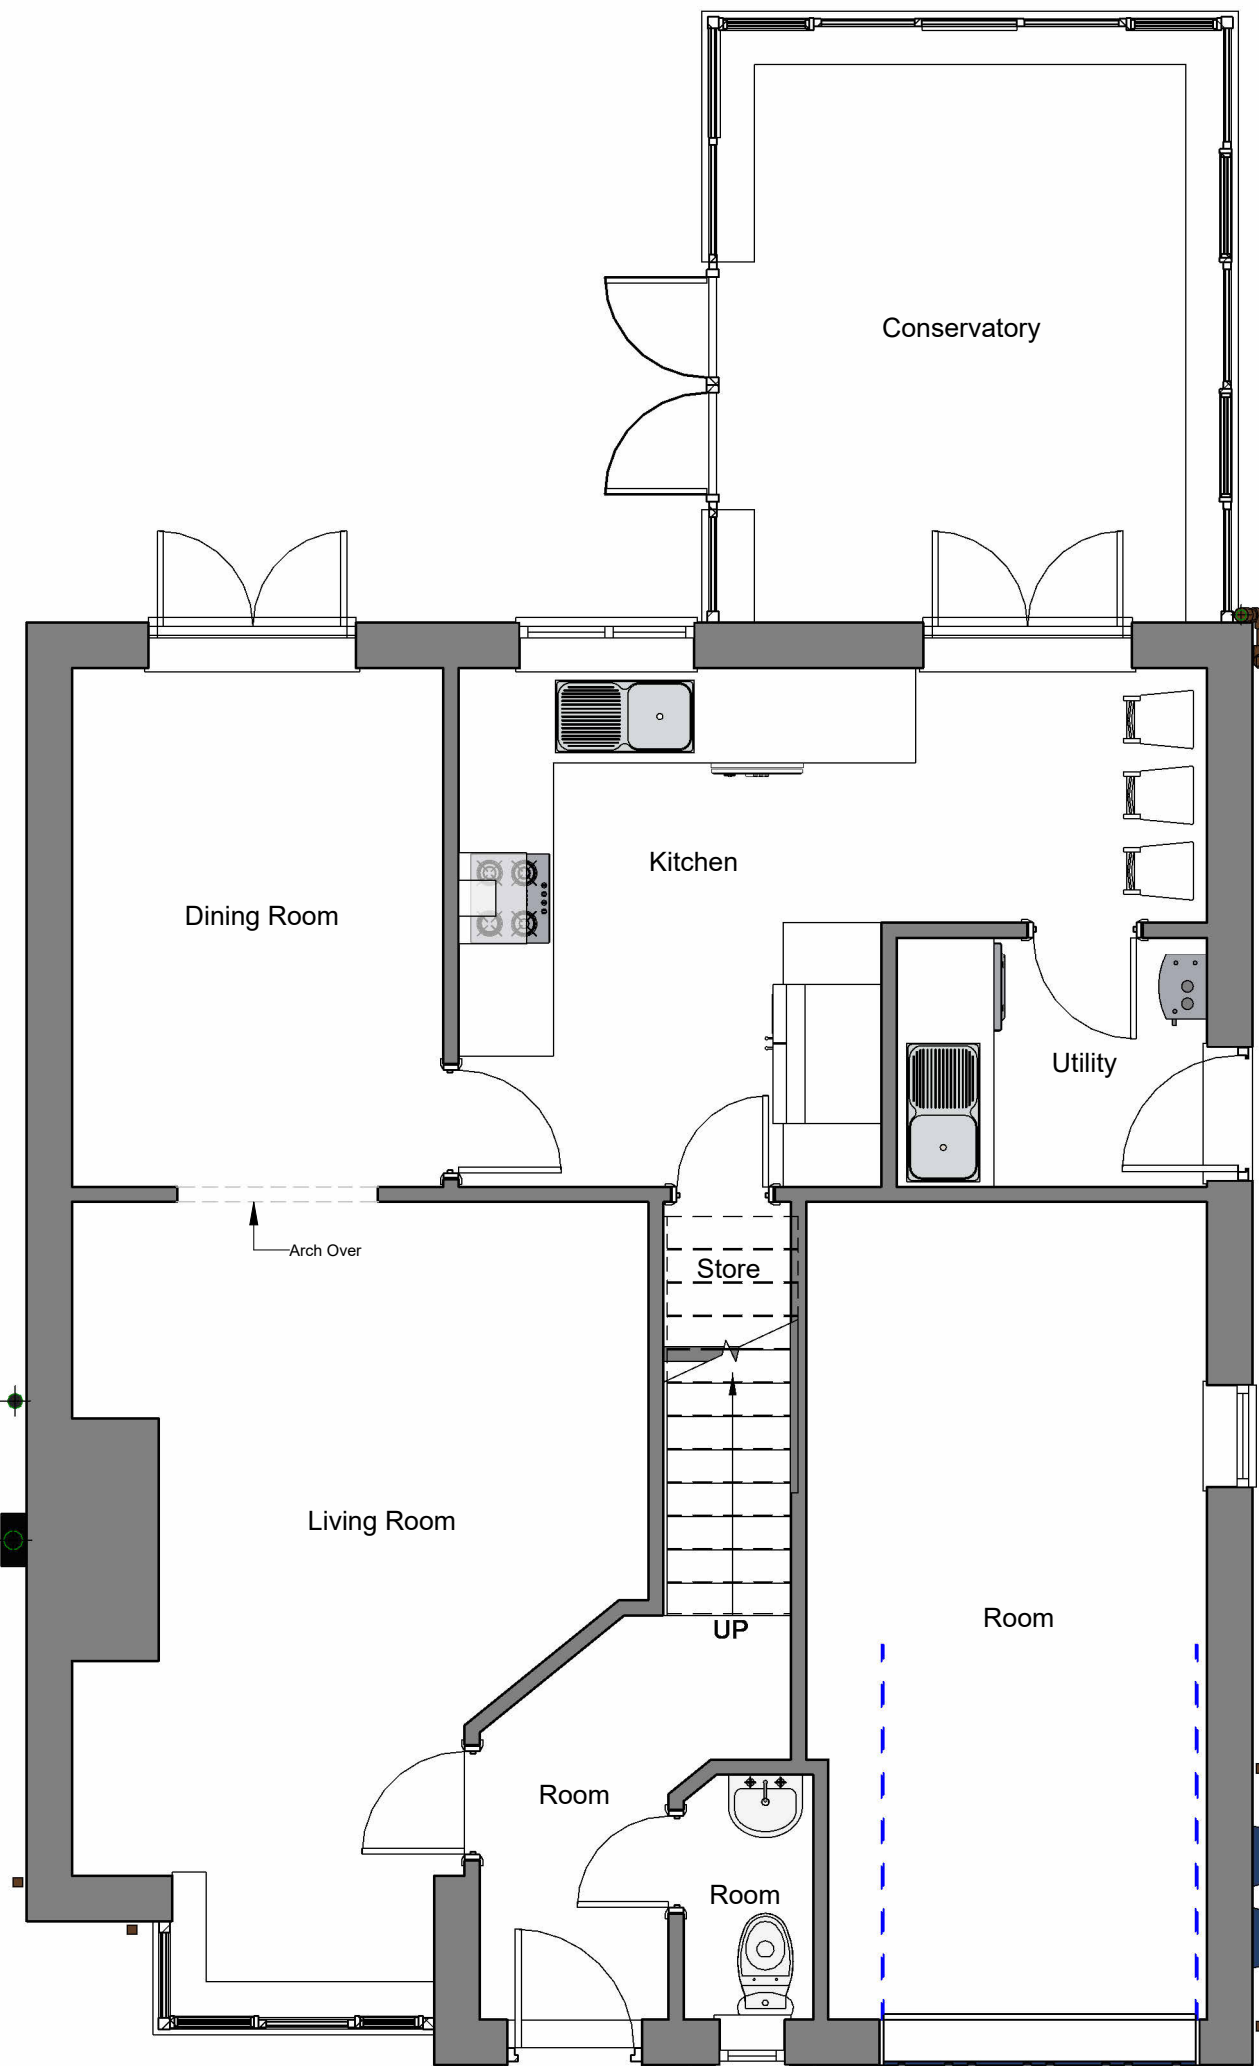 Conservatory
Kitchen
Dining Room
Utility
Arch Over
Store
Living Room
Room
UP
Room
Room